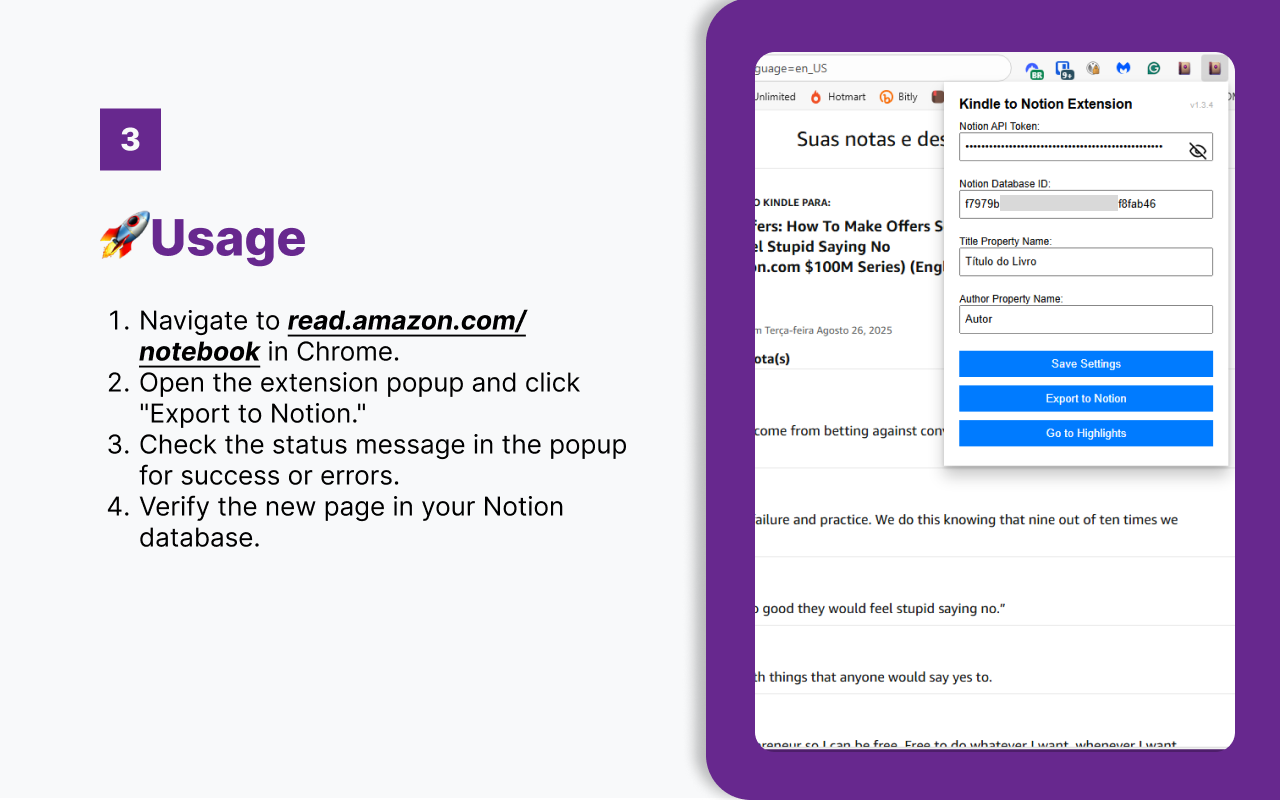 3
🚀Usage
1. Navigate to read.amazon.com/
notebook in Chrome.
2. Open the extension popup and click
"Export to Notion."
3. Check the status message in the popup
for success or errors.
4. Verify the new page in your Notion
database.
guage=en_US
BR
9+
Unlimited
Hotmart
Bitly
Suas notas e des
O KINDLE PARA:
fers: How To Make Offers S
el Stupid Saying No
on.com $100M Series) (Engl
m Terça-feira Agosto 26, 2025
ota(s)
come from betting against conv
failure and practice. We do this knowing that nine out of ten times we
o good they would feel stupid saying no.”
ch things that anyone would say yes to.
preneur so I can be free. Free to do whatever I want, whenever I want
Kindle to Notion Extension
v1.3.4
Notion API Token:
Notion Database ID:
f7979b
f8fab46
Title Property Name:
Título do Livro
Author Property Name:
Autor
Save Settings
Export to Notion
Go to Highlights